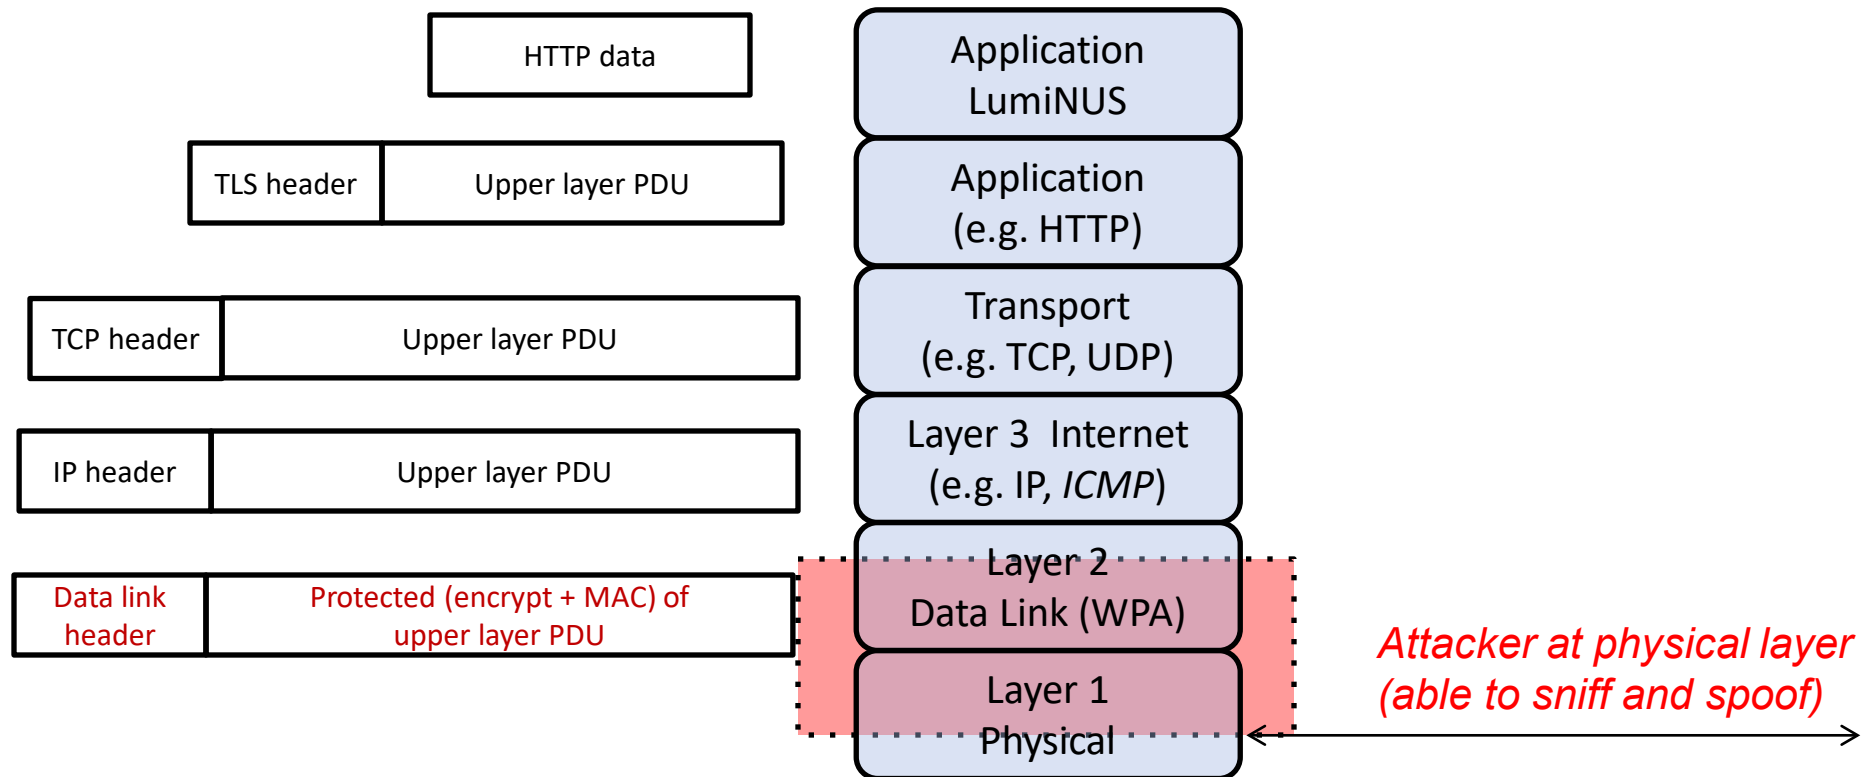 HTTP data
Application
LumiNUS
TLS header
Upper layer PDU
Application
(e.g. HTTP)
TCP header
Upper layer PDU
Transport
(e.g. TCP, UDP)
IP header
Upper layer PDU
Layer 3 Internet
(e.g. IP, ICMP)
Data link
header
Protected (encrypt + MAC) of
upper layer PDU
Layer 2
Data Link (WPA)
Layer 1
Physical
Attacker at physical layer
(able to sniff and spoof)